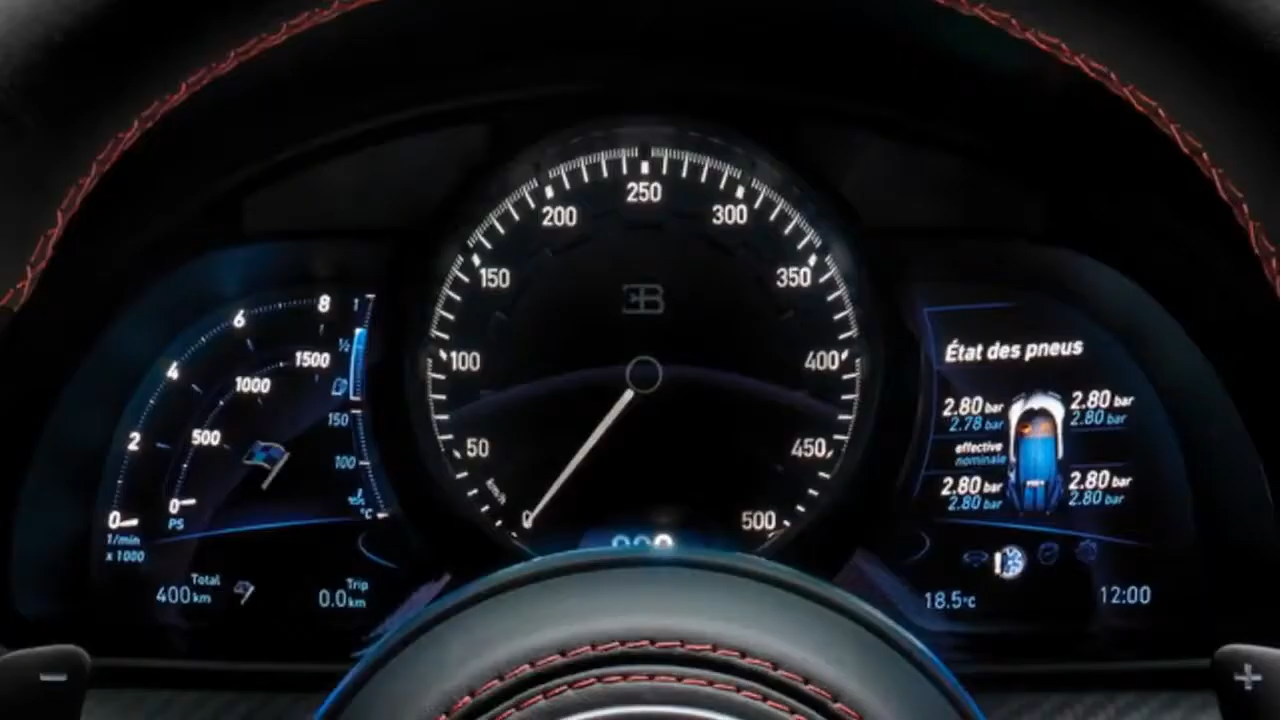 8
6
4
2
0
1/min
x 1000
1500
1000
500
0
PS
1
½
150
100
°C
Total
400 km
Trip
0.0 km
250
200
300
150
350
100
400
50
450
km/h
0
500
EB
État des pneus
2.80 bar
2.78 bar
2.80 bar
2.80 bar
effective
nominale
2.80 bar
2.80 bar
2.80 bar
2.80 bar
18.5°C
12:00
-
+